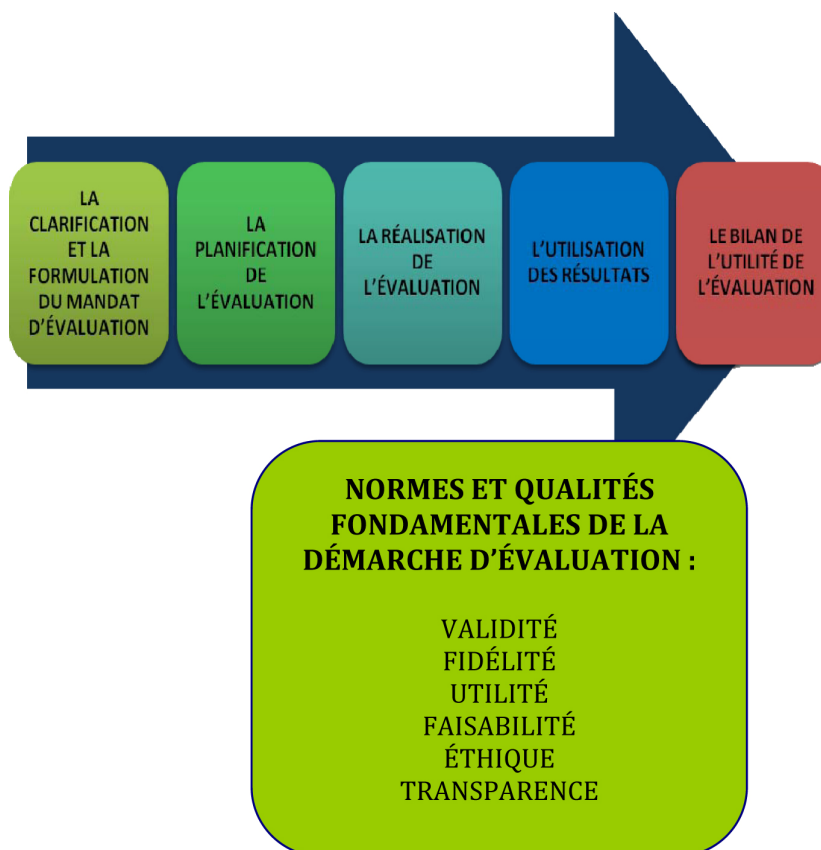 LA
CLARIFICATION
ET LA
FORMULATION
DU MANDAT
D'ÉVALUATION
LA
PLANIFICATION
DE
L'ÉVALUATION
LA RÉALISATION
DE
L'ÉVALUATION
L'UTILISATION
DES RÉSULTATS
LE BILAN DE
L'UTILITÉ DE
L'ÉVALUATION
NORMES ET QUALITÉS
FONDAMENTALES DE LA
DÉMARCHE D'ÉVALUATION :
VALIDITÉ
FIDÉLITÉ
UTILITÉ
FAISABILITÉ
ÉTHIQUE
TRANSPARENCE